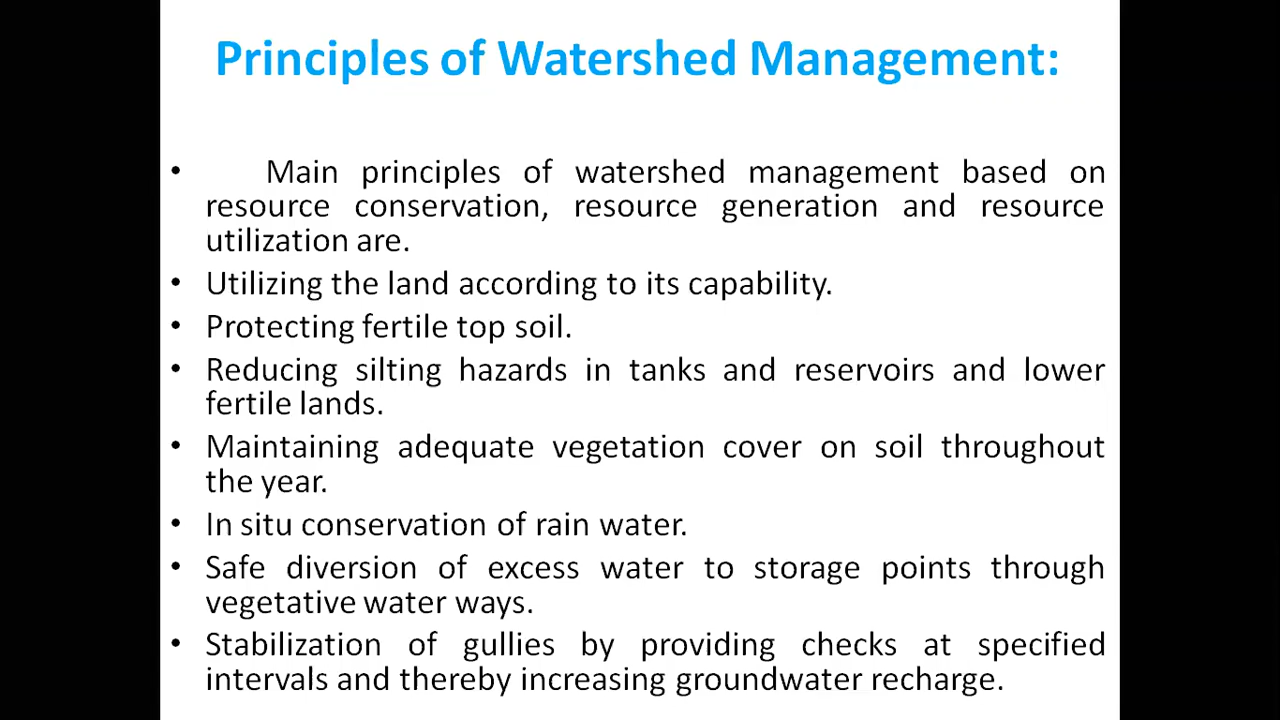 Principles of Watershed Management:
• Main principles of watershed management based on
resource conservation, resource generation and resource
utilization are.
• Utilizing the land according to its capability.
• Protecting fertile top soil.
• Reducing silting hazards in tanks and reservoirs and lower
fertile lands.
• Maintaining adequate vegetation cover on soil throughout
the year.
• In situ conservation of rain water.
• Safe diversion of excess water to storage points through
vegetative water ways.
• Stabilization of gullies by providing checks at specified
intervals and thereby increasing groundwater recharge.